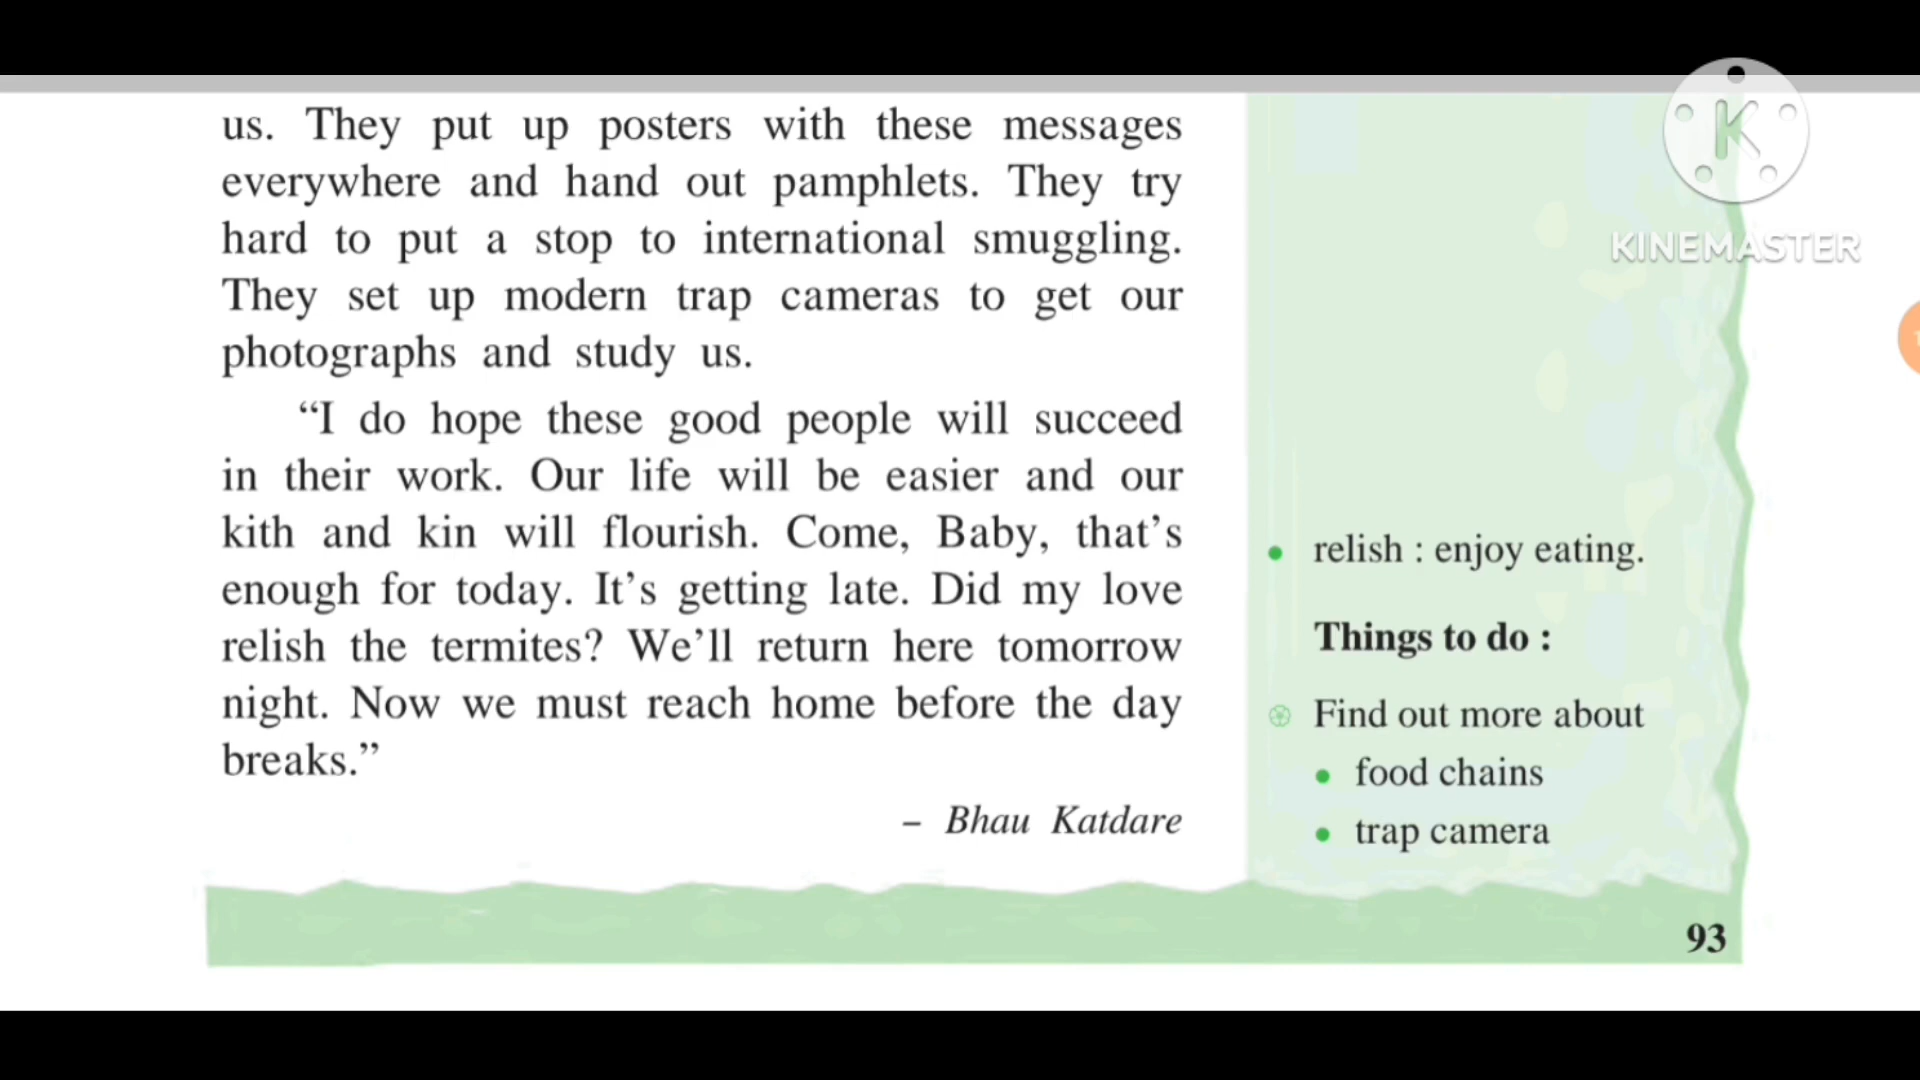 us. They put up posters with these messages
everywhere and hand out pamphlets. They try
hard to put a stop to international smuggling.
They set up modern trap cameras to get our
photographs and study us.
“I do hope these good people will succeed
in their work. Our life will be easier and our
kith and kin will flourish. Come, Baby, that’s
enough for today. It’s getting late. Did my love
relish the termites? We’ll return here tomorrow
night. Now we must reach home before the day
breaks.”
– Bhau Katdare
• relish : enjoy eating.
Things to do :
Find out more about
• food chains
• trap camera
93
K
KINEMASTER